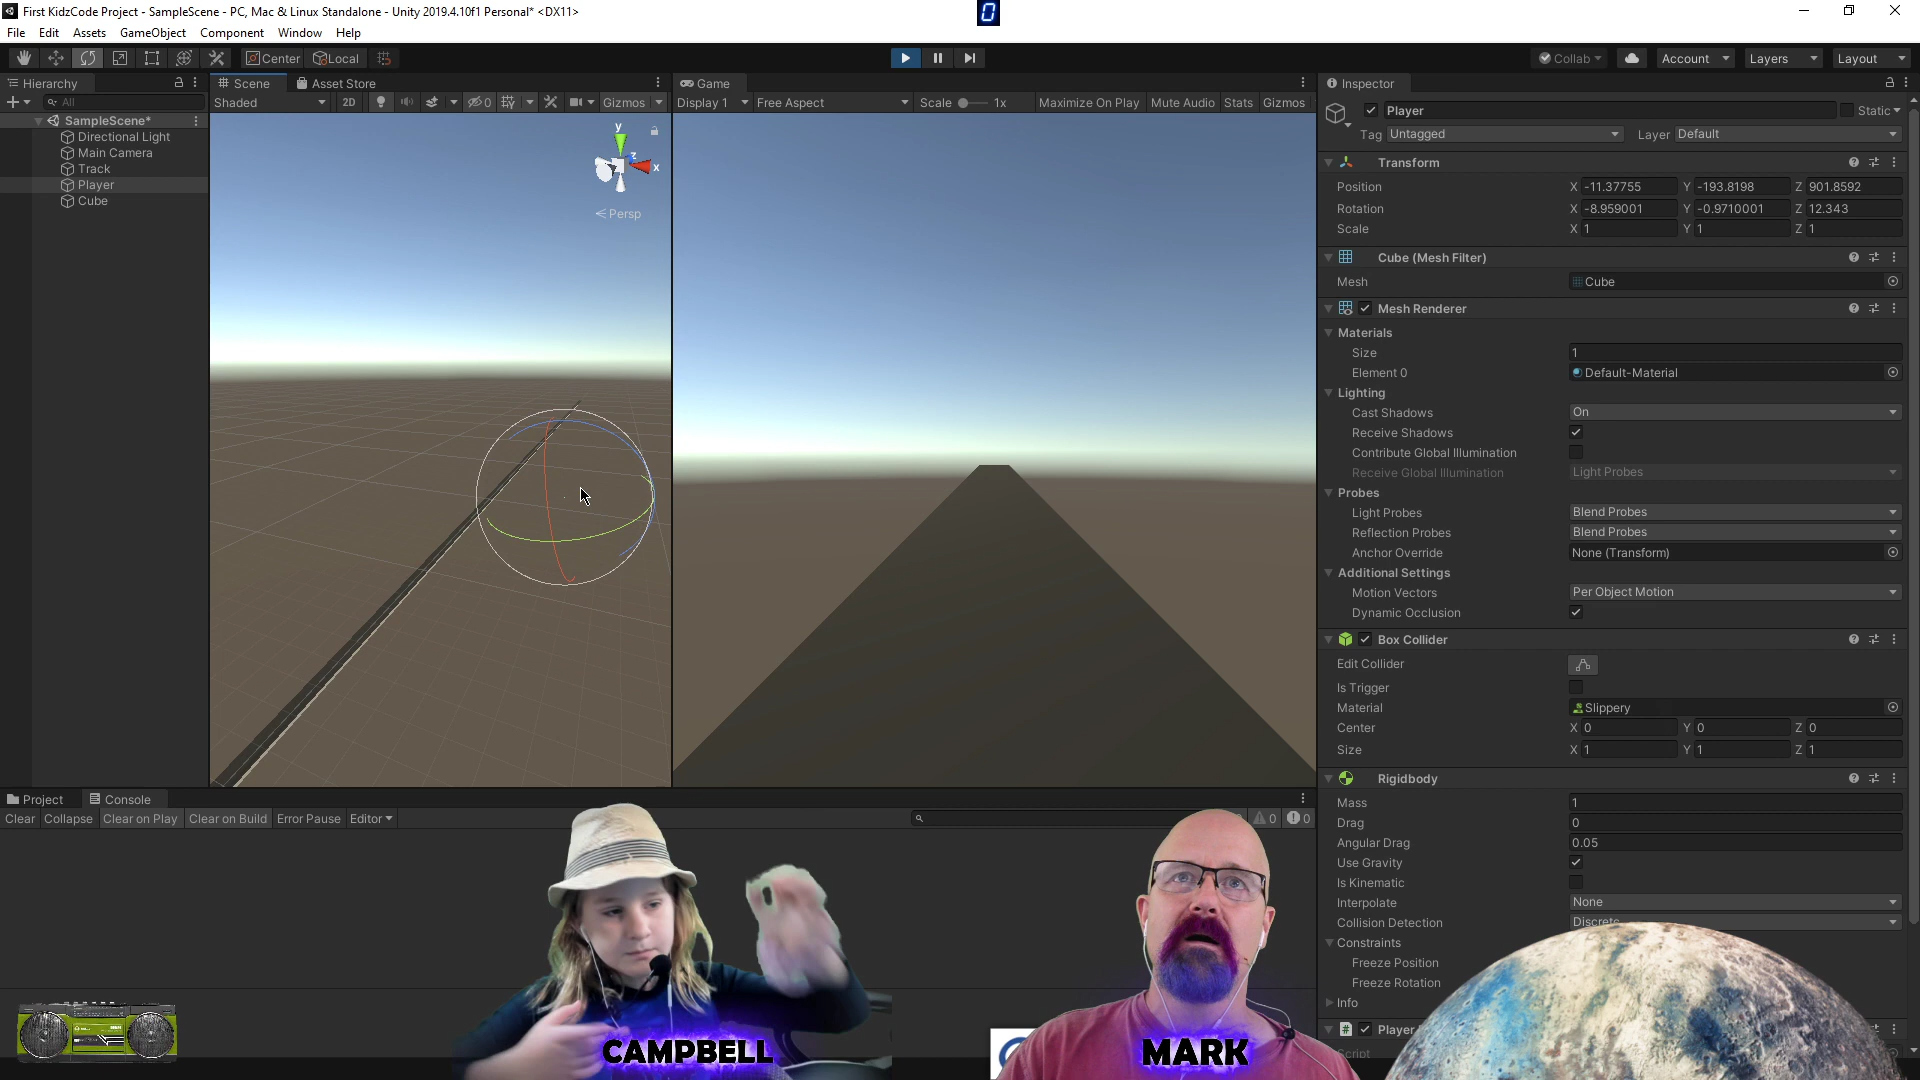 First KidzCode Project - SampleScene - PC, Mac & Linux Standalone - Unity 2019.4.10f1 Personal* <DX11>
0
File Edit Assets GameObject Component Window Help
Center Local Collab Account Layers Layout
Hierarchy
All
SampleScene*
Directional Light
Main Camera
Track
Player
Cube
Scene Asset Store
Shaded 2D 0 Gizmos
y
z
x
Persp
Game
Display 1 Free Aspect Scale 1x Maximize On Play Mute Audio Stats Gizmos
Inspector
Player Static
Tag Untagged Layer Default
Transform
Position X -11.37755 Y -193.8198 Z 901.8592
Rotation X -8.959001 Y -0.9710001 Z 12.343
Scale X 1 Y 1 Z 1
Cube (Mesh Filter)
Mesh Cube
Mesh Renderer
Materials
Size 1
Element 0 Default-Material
Lighting
Cast Shadows On
Receive Shadows
Contribute Global Illumination
Receive Global Illumination Light Probes
Probes
Light Probes Blend Probes
Reflection Probes Blend Probes
Anchor Override None (Transform)
Additional Settings
Motion Vectors Per Object Motion
Dynamic Occlusion
Box Collider
Edit Collider
Is Trigger
Material Slippery
Center X 0 Y 0 Z 0
Size X 1 Y 1 Z 1
Rigidbody
Mass 1
Drag 0
Angular Drag 0.05
Use Gravity
Is Kinematic
Interpolate None
Collision Detection Discrete
Constraints
Freeze Position
Freeze Rotation
Info
Player
Script
Project Console
Clear Collapse Clear on Play Clear on Build Error Pause Editor
0 0
CAMPBELL
MARK